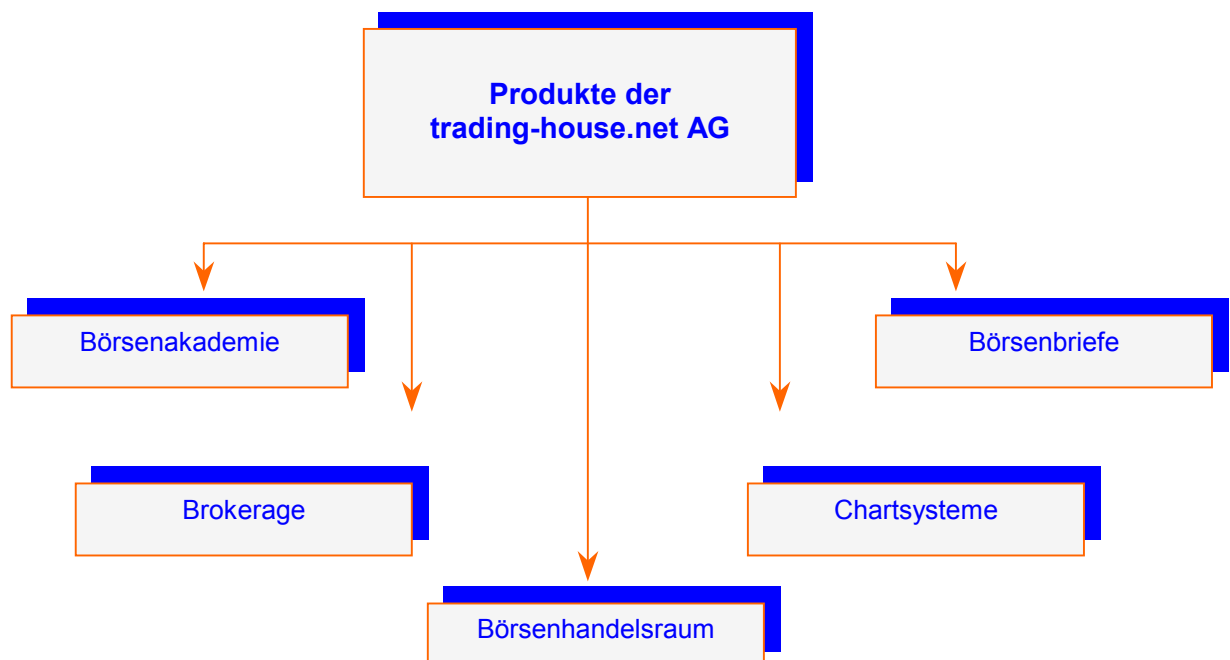 Produkte der
trading-house.net AG
Börsenakademie
Börsenbriefe
Brokerage
Chartsysteme
Börsenhandelsraum